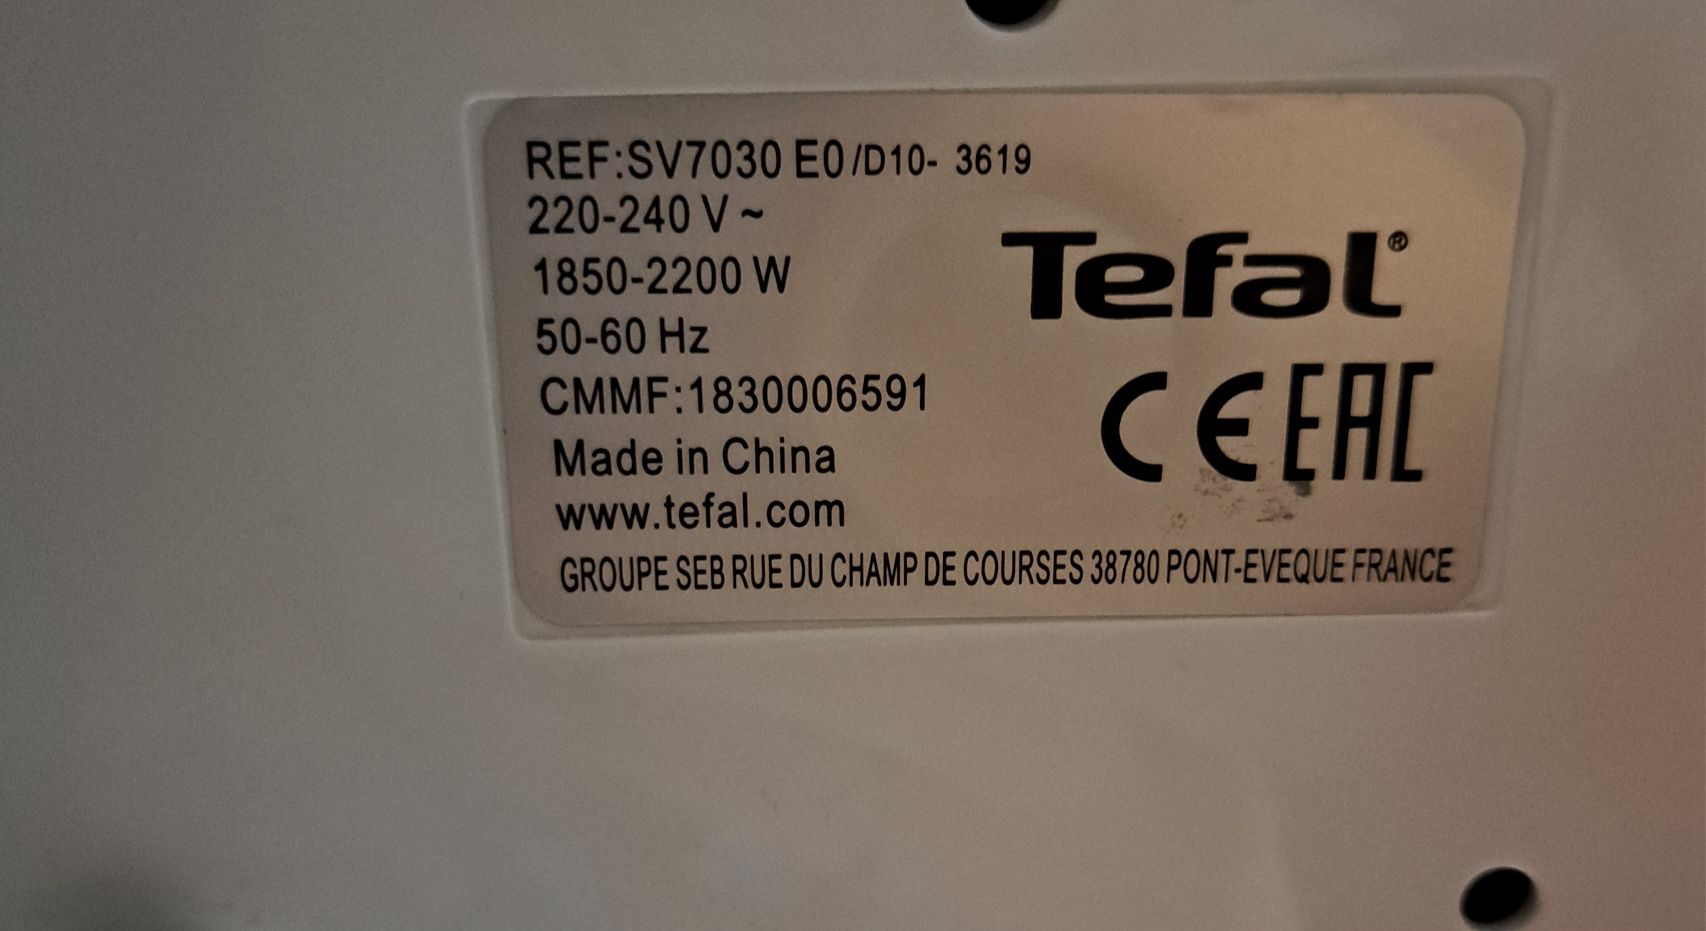 REF:SV7030 E0/D10- 3619
220-240 V ~
1850-2200 W
50-60 Hz
CMMF:1830006591
Made in China
www.tefal.com
Tefal®
CE EAC
GROUPE SEB RUE DU CHAMP DE COURSES 38780 PONT-EVEQUE FRANCE